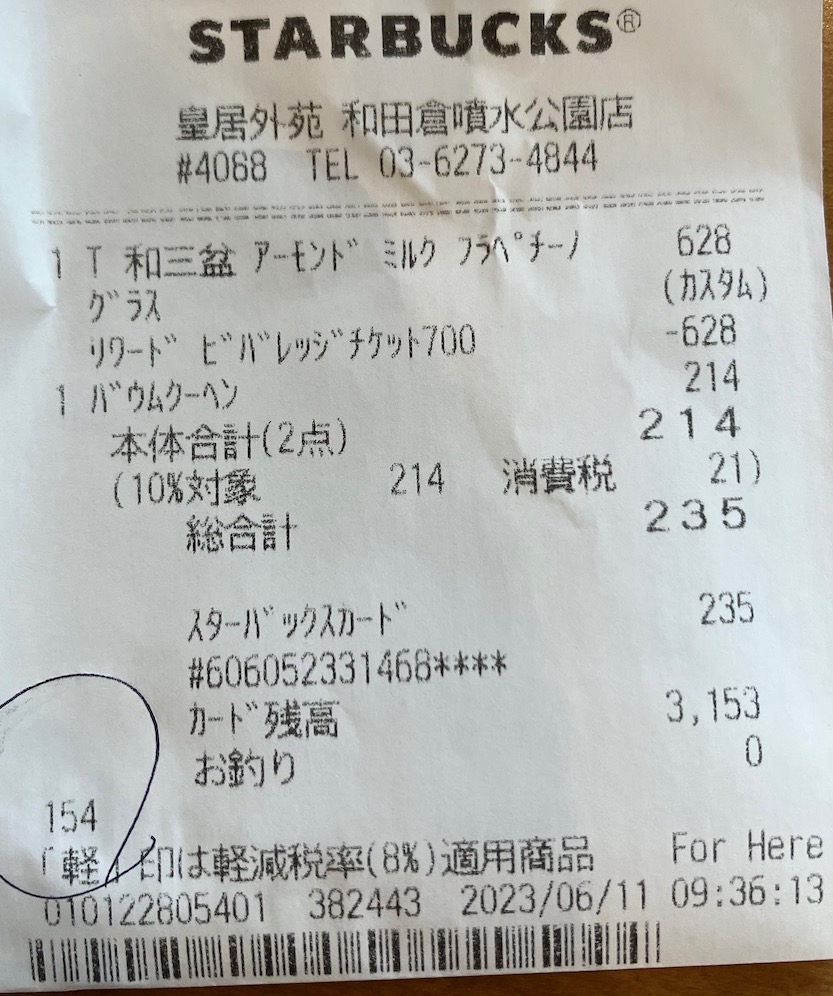 STARBUCKS®
皇居外苑 和田倉噴水公園店
#4068 TEL 03-6273-4844
1 T 和三盆 ｱｰﾓﾝﾄﾞ ﾐﾙｸ ﾌﾗﾍﾟﾁｰﾉ 628
ｸﾞﾗｽ (ｶｽﾀﾑ)
ﾘﾜｰﾄﾞ ﾋﾞﾊﾞﾚｯｼﾞﾁｹｯﾄ700 -628
1 ﾊﾞｳﾑｸｰﾍﾝ 214
本体合計(2点) 214
(10%対象 214 消費税 21)
総合計 235
ｽﾀｰﾊﾞｯｸｽｶｰﾄﾞ 235
#606052331468****
ｶｰﾄﾞ残高 3,153
お釣り 0
154
「軽」印は軽減税率(8%)適用商品 For Here
010122805401 382443 2023/06/11 09:36:13